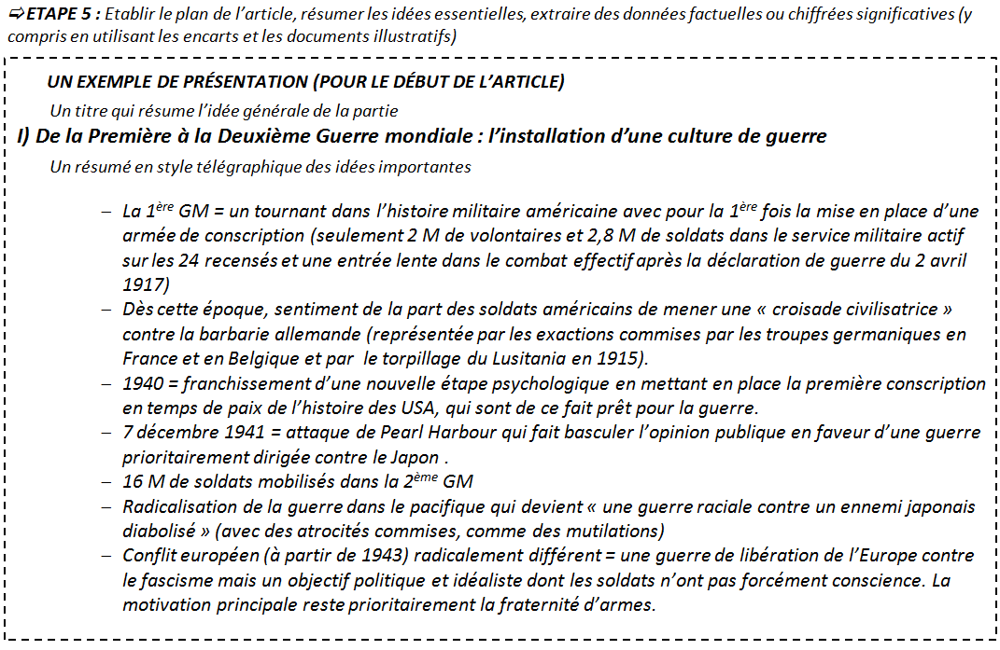 ⇨ETAPE 5 : Etablir le plan de l’article, résumer les idées essentielles, extraire des données factuelles ou chiffrées significatives (y
compris en utilisant les encarts et les documents illustratifs)
UN EXEMPLE DE PRÉSENTATION (POUR LE DÉBUT DE L’ARTICLE)
Un titre qui résume l’idée générale de la partie
I) De la Première à la Deuxième Guerre mondiale : l’installation d’une culture de guerre
Un résumé en style télégraphique des idées importantes
– La 1ère GM = un tournant dans l’histoire militaire américaine avec pour la 1ère fois la mise en place d’une
armée de conscription (seulement 2 M de volontaires et 2,8 M de soldats dans le service militaire actif
sur les 24 recensés et une entrée lente dans le combat effectif après la déclaration de guerre du 2 avril
1917)
– Dès cette époque, sentiment de la part des soldats américains de mener une « croisade civilisatrice »
contre la barbarie allemande (représentée par les exactions commises par les troupes germaniques en
France et en Belgique et par le torpillage du Lusitania en 1915).
– 1940 = franchissement d’une nouvelle étape psychologique en mettant en place la première conscription
en temps de paix de l’histoire des USA, qui sont de ce fait prêt pour la guerre.
– 7 décembre 1941 = attaque de Pearl Harbour qui fait basculer l’opinion publique en faveur d’une guerre
prioritairement dirigée contre le Japon .
– 16 M de soldats mobilisés dans la 2ème GM
– Radicalisation de la guerre dans le pacifique qui devient « une guerre raciale contre un ennemi japonais
diabolisé » (avec des atrocités commises, comme des mutilations)
– Conflit européen (à partir de 1943) radicalement différent = une guerre de libération de l’Europe contre
le fascisme mais un objectif politique et idéaliste dont les soldats n’ont pas forcément conscience. La
motivation principale reste prioritairement la fraternité d’armes.